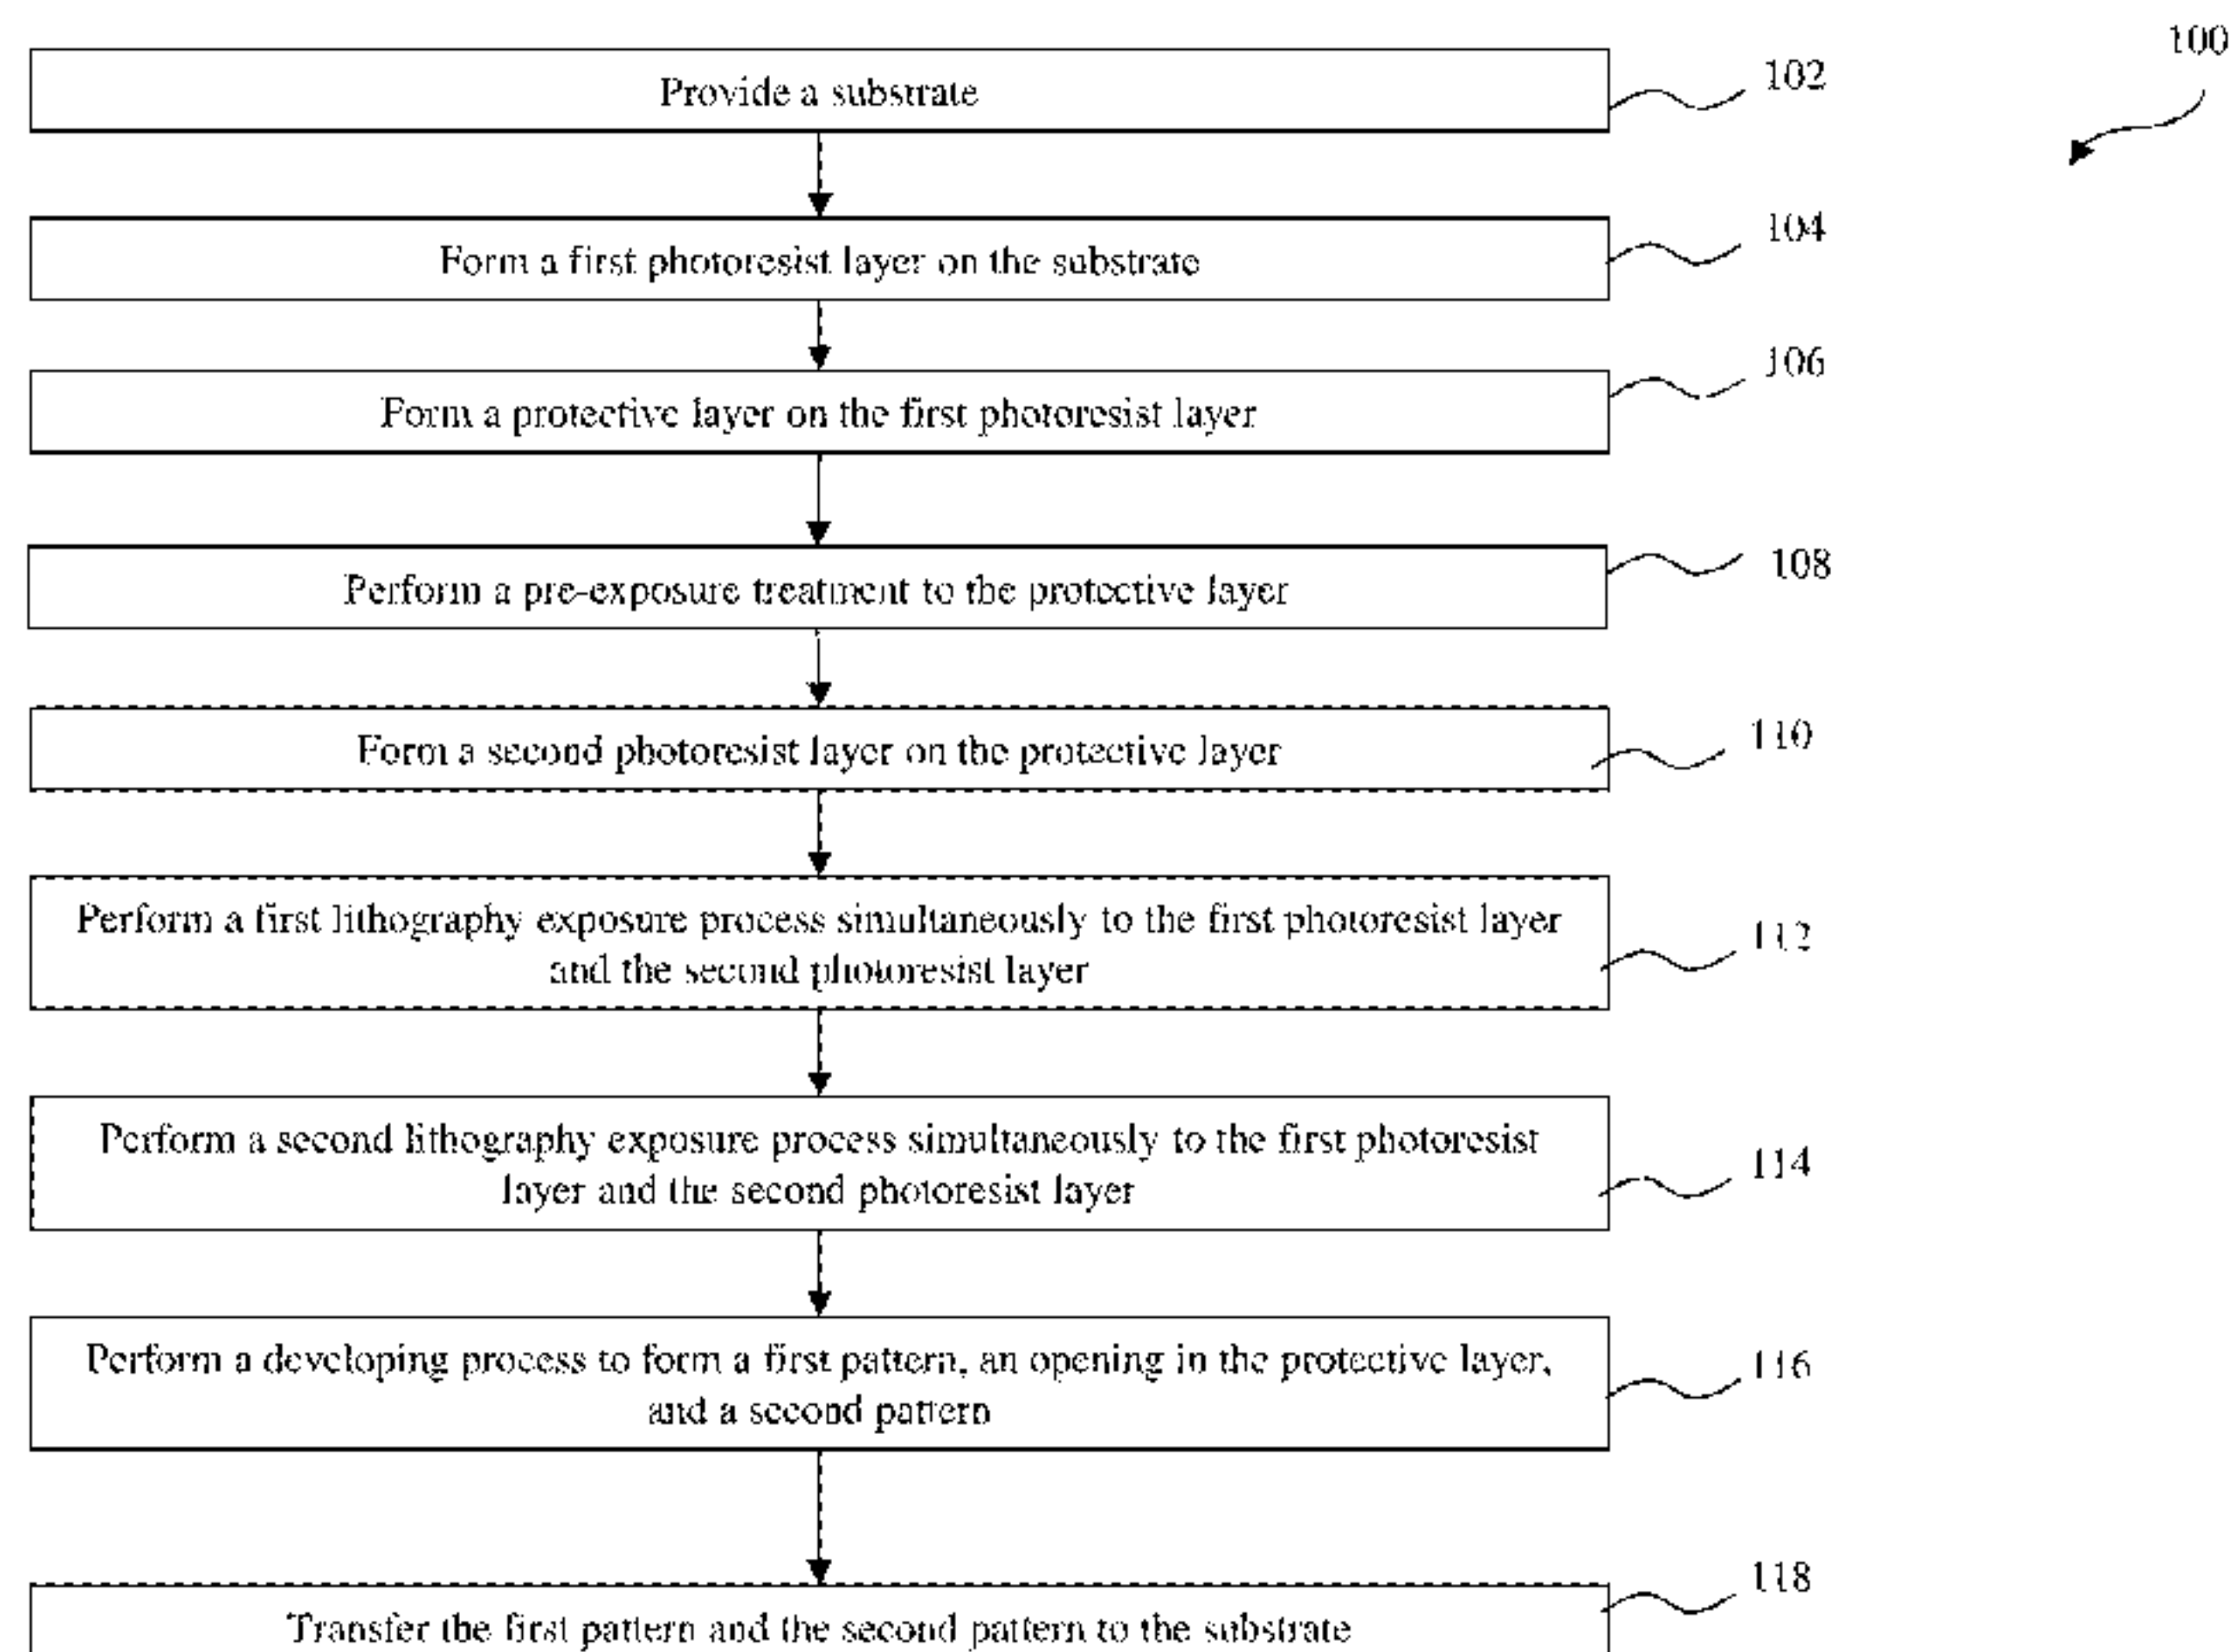 100
Provide a substrate
102
Form a first photoresist layer on the substrate
104
Form a protective layer on the first photoresist layer
106
Perform a pre-exposure treatment to the protective layer
108
Form a second photoresist layer on the protective layer
110
Perform a first lithography exposure process simultaneously to the first photoresist layer
and the second photoresist layer
112
Perform a second lithography exposure process simultaneously to the first photoresist
layer and the second photoresist layer
114
Perform a developing process to form a first pattern, an opening in the protective layer,
and a second pattern
116
Transfer the first pattern and the second pattern to the substrate
118